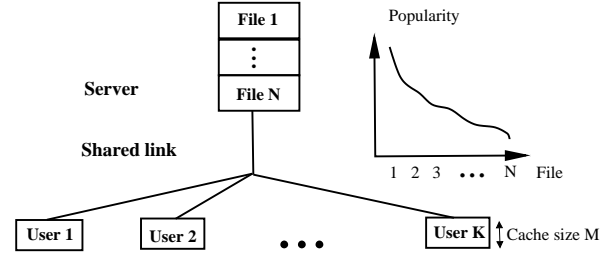 File 1
Popularity
⋮
File N
Server
Shared link
1 2 3 ... N File
User 1
User 2
...
User K
Cache size M